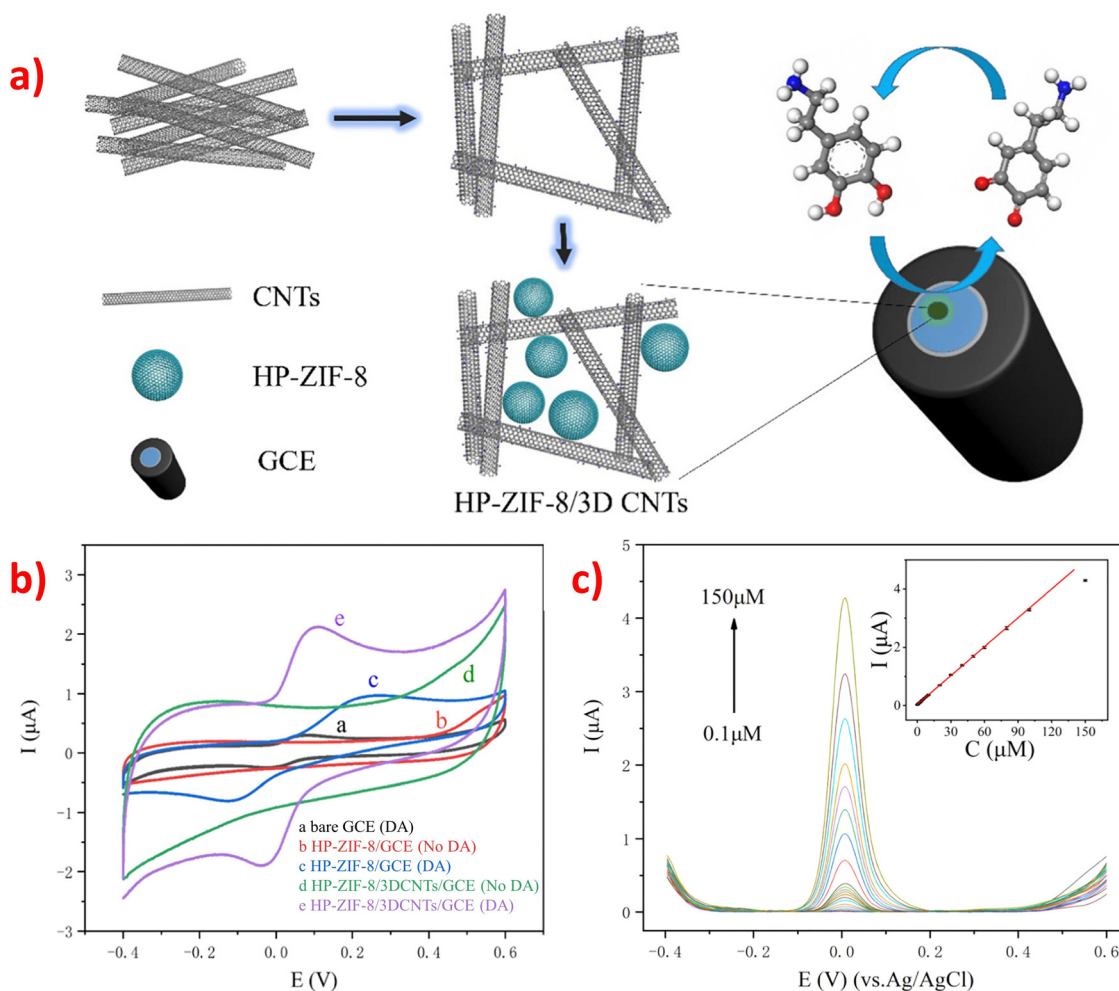 a)
CNTs
HP-ZIF-8
GCE
HP-ZIF-8/3D CNTs
b)
3
2
1
0
-1
-2
-3
I (μA)
-0.4
-0.2
0.0
0.2
0.4
0.6
E (V)
e
d
c
b
a
a bare GCE (DA)
b HP-ZIF-8/GCE (No DA)
c HP-ZIF-8/GCE (DA)
d HP-ZIF-8/3DCNTs/GCE (No DA)
e HP-ZIF-8/3DCNTs/GCE (DA)
c)
5
4
3
2
1
0
I (μA)
-0.4
-0.2
0.0
0.2
0.4
0.6
E (V) (vs.Ag/AgCl)
150μM
0.1μM
4
2
0
I (μA)
0 30 60 90 120 150
C (μM)